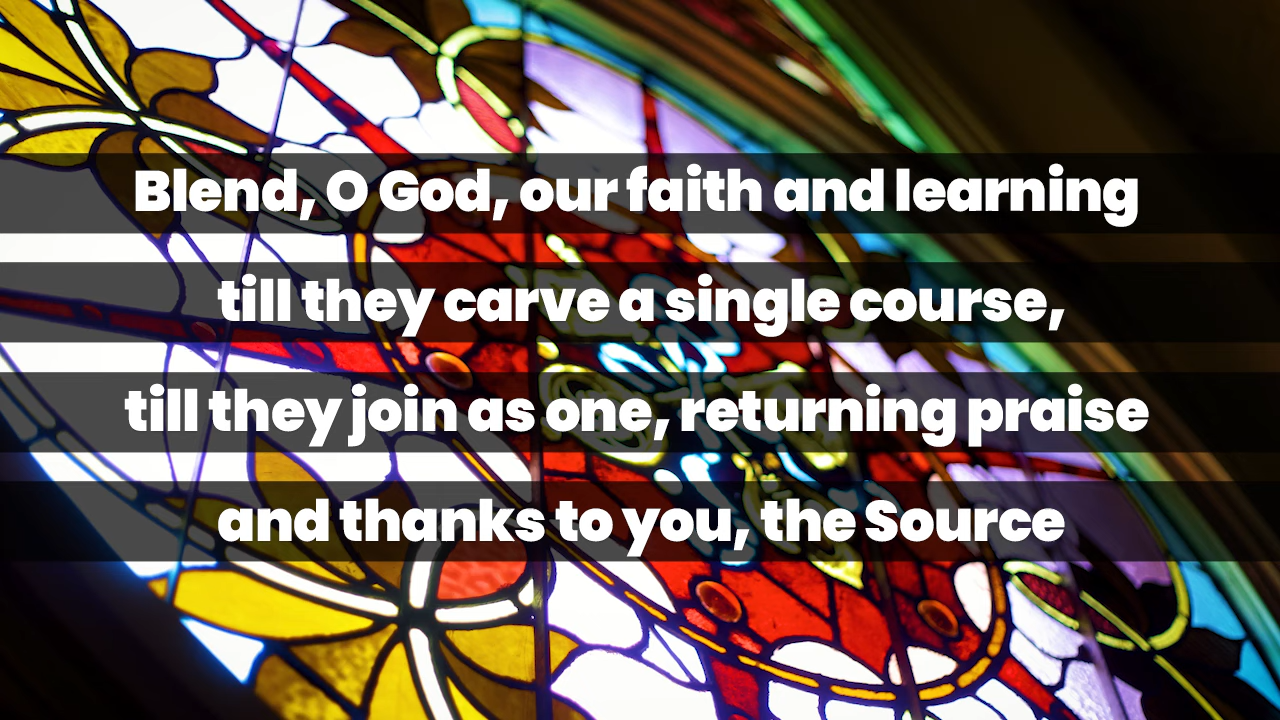 Blend, O God, our faith and learning
till they carve a single course,
till they join as one, returning praise
and thanks to you, the Source